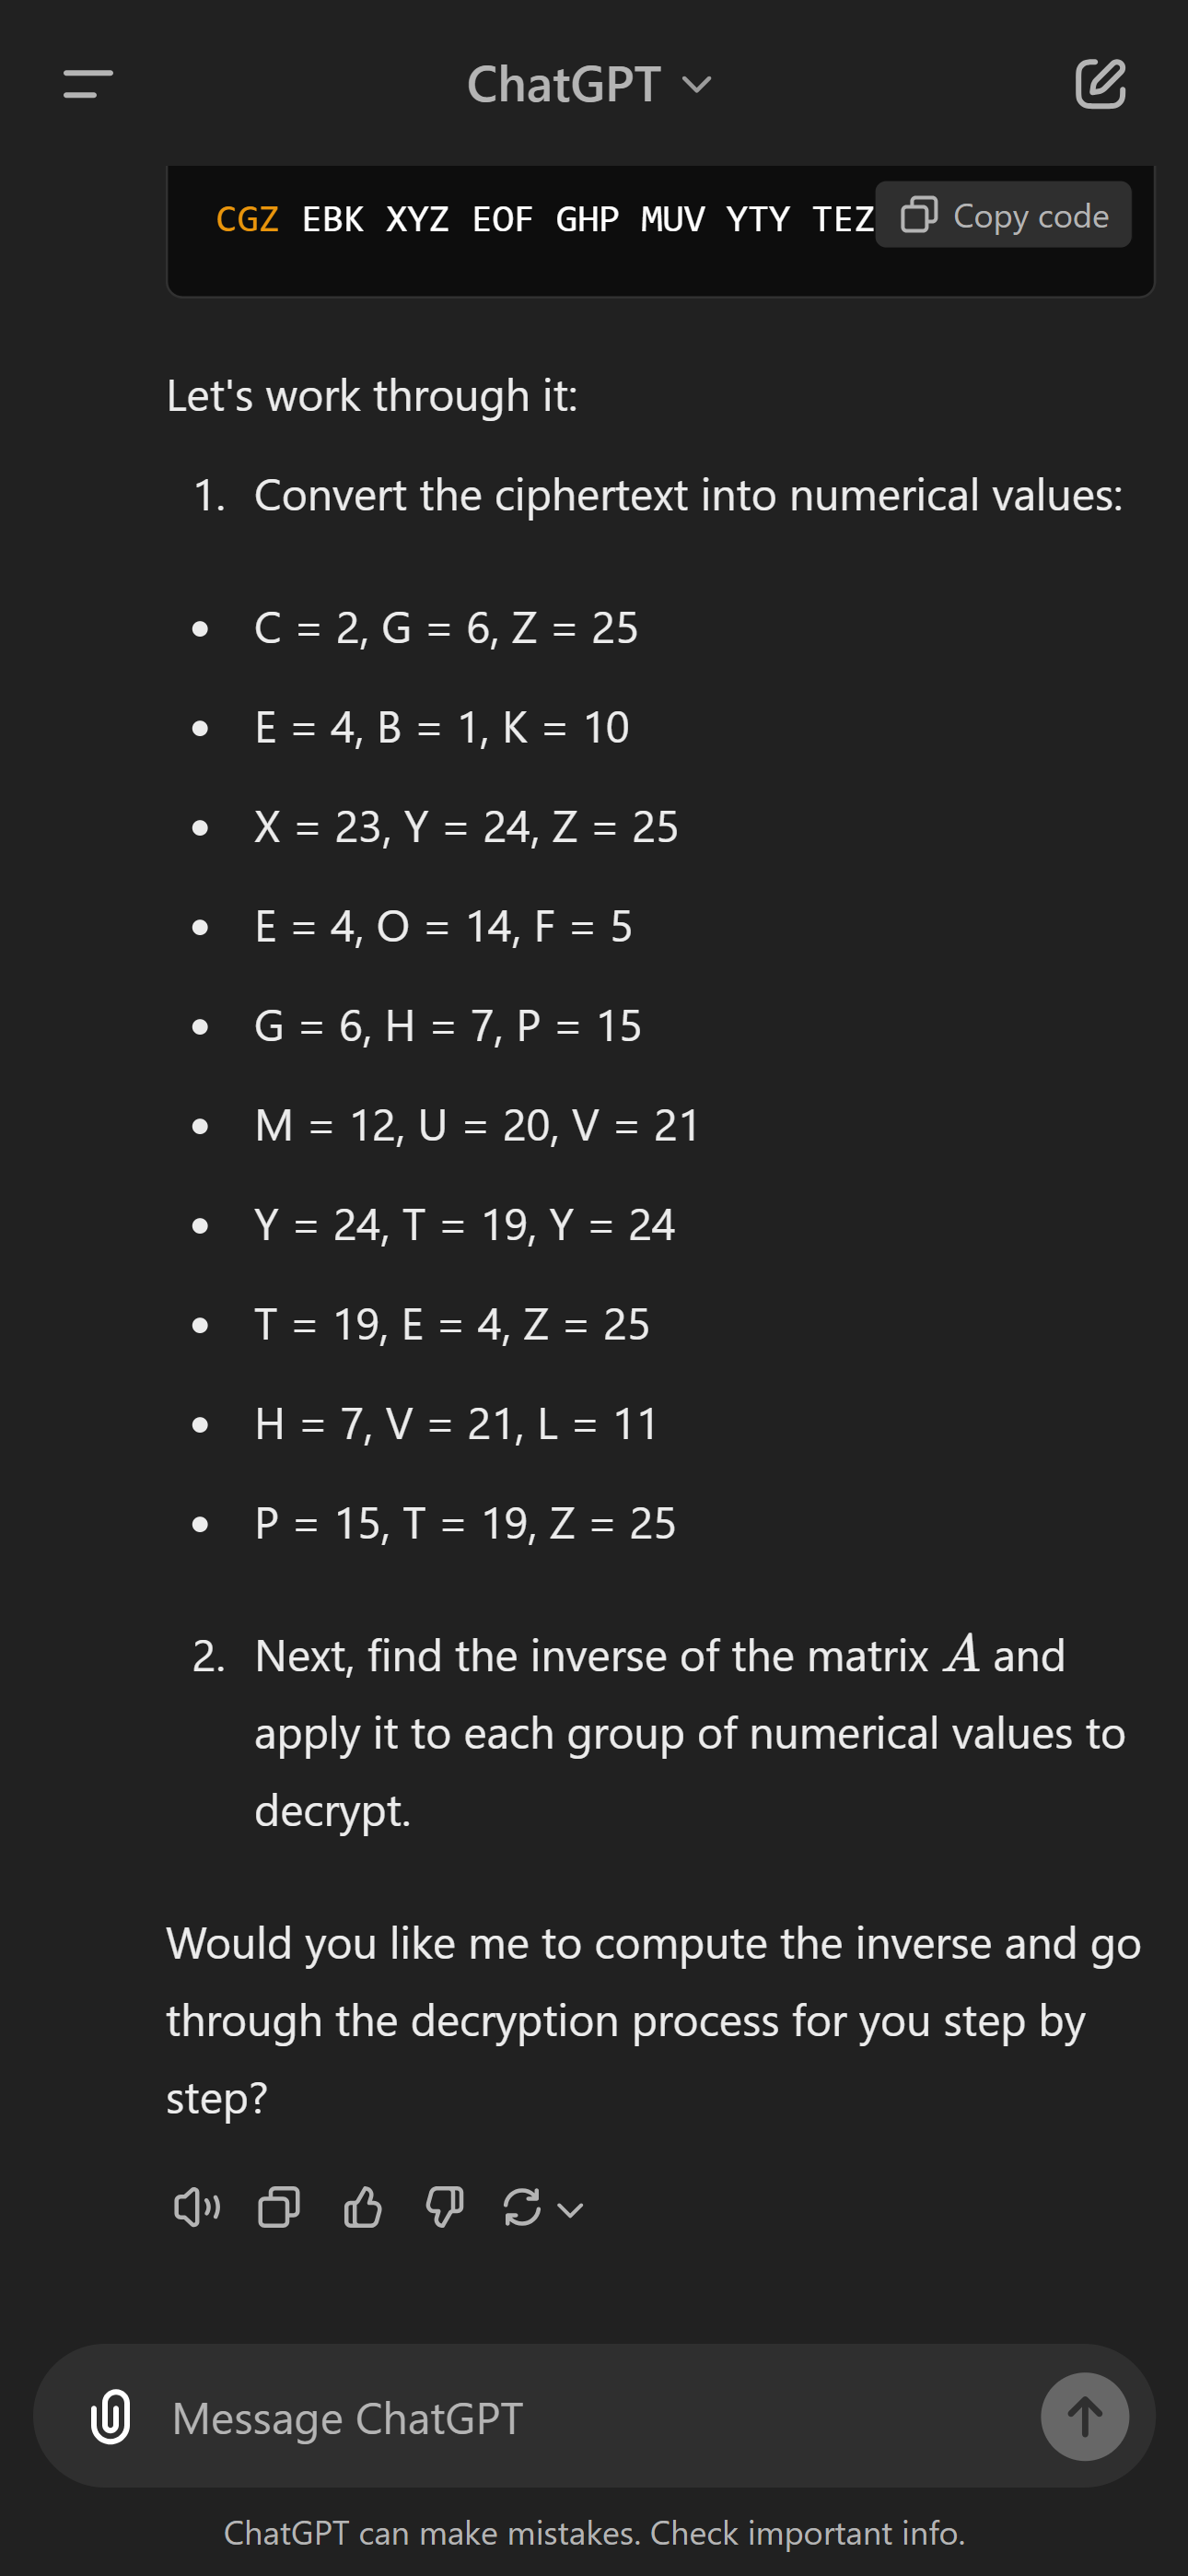 ChatGPT
CGZ EBK XYZ EOF GHP MUV YTY TEZ
Copy code
Let's work through it:
1. Convert the ciphertext into numerical values:
• C = 2, G = 6, Z = 25
• E = 4, B = 1, K = 10
• X = 23, Y = 24, Z = 25
• E = 4, O = 14, F = 5
• G = 6, H = 7, P = 15
• M = 12, U = 20, V = 21
• Y = 24, T = 19, Y = 24
• T = 19, E = 4, Z = 25
• H = 7, V = 21, L = 11
• P = 15, T = 19, Z = 25
2. Next, find the inverse of the matrix A and
apply it to each group of numerical values to
decrypt.
Would you like me to compute the inverse and go
through the decryption process for you step by
step?
Message ChatGPT
ChatGPT can make mistakes. Check important info.